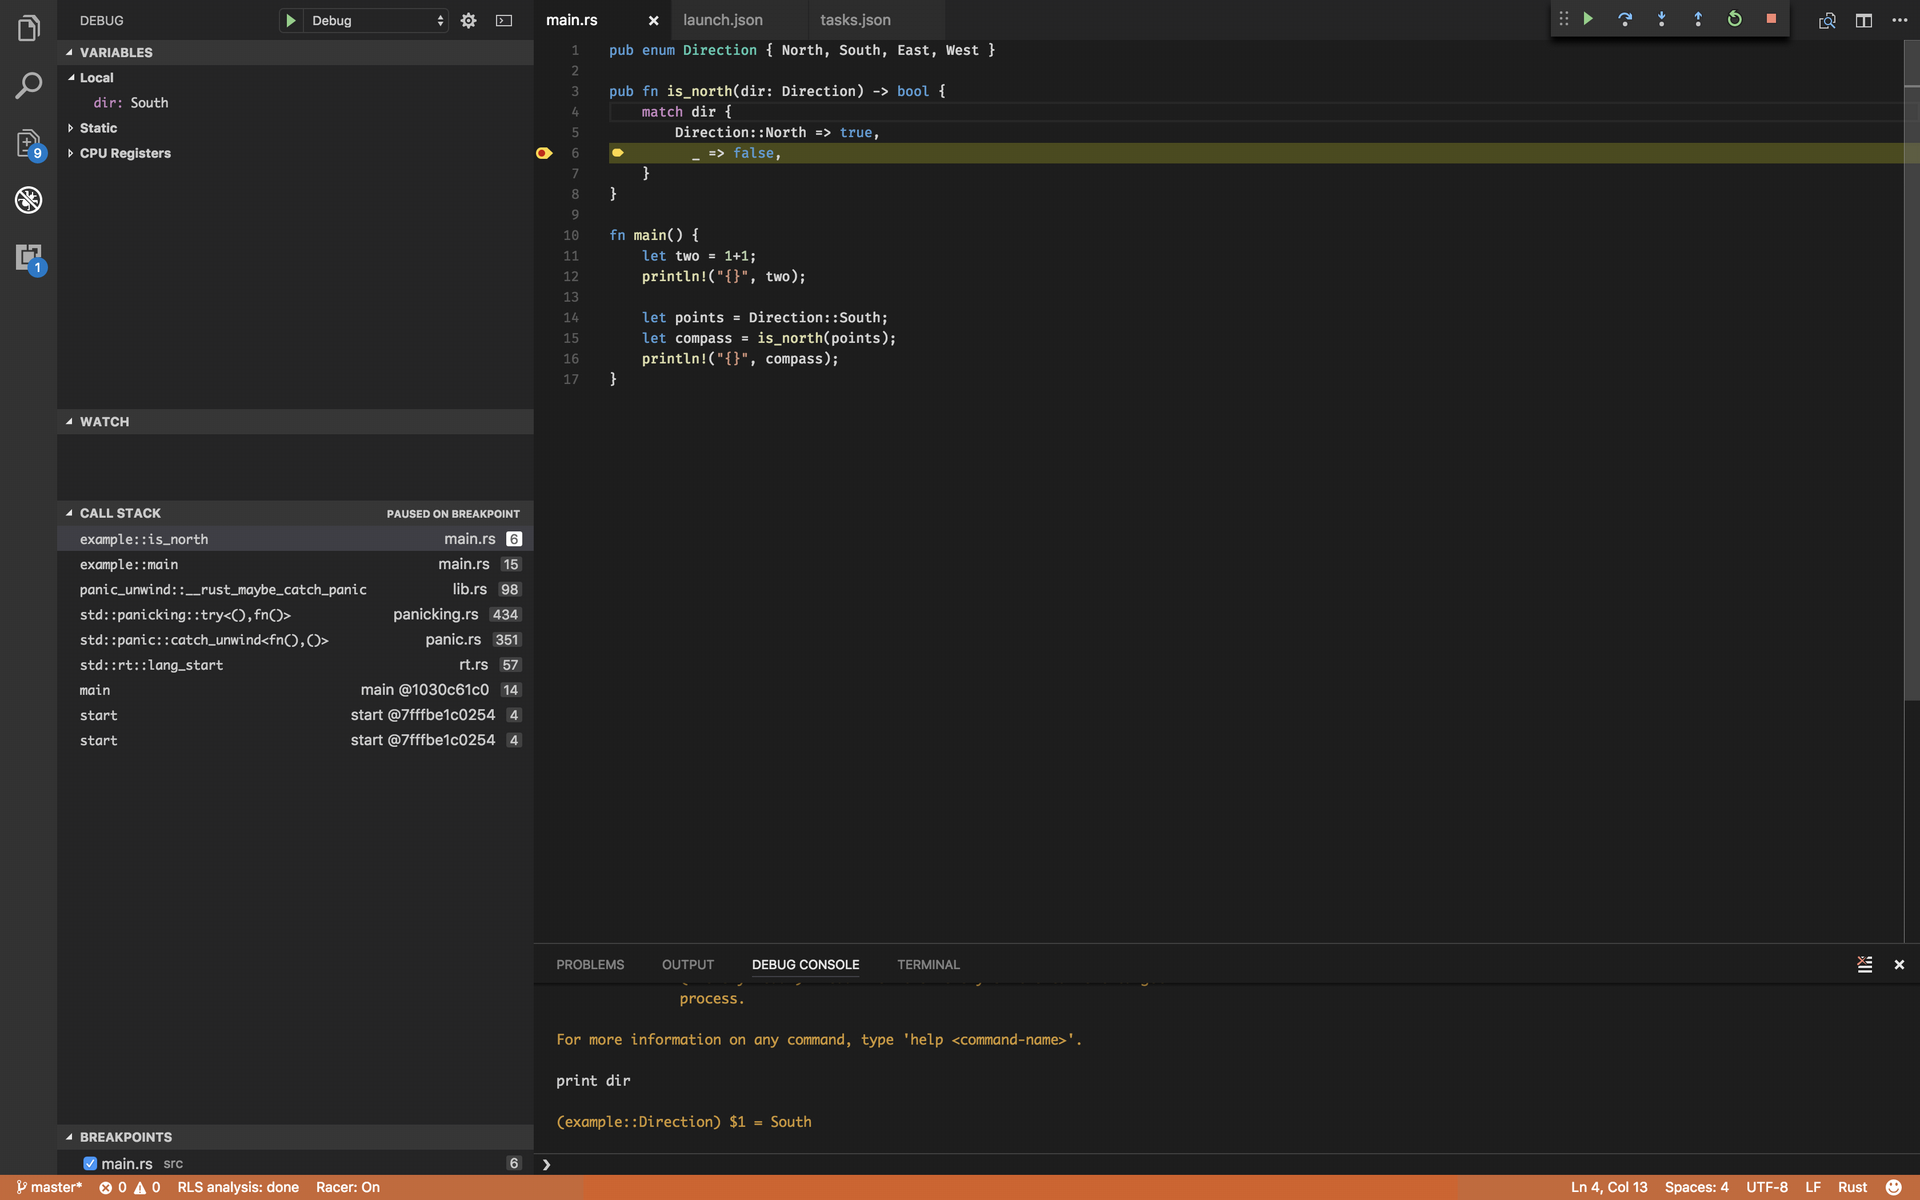 DEBUG
Debug
VARIABLES
Local
dir: South
Static
CPU Registers
9
1
WATCH
CALL STACK PAUSED ON BREAKPOINT
example::is_north main.rs 6
example::main main.rs 15
panic_unwind::__rust_maybe_catch_panic lib.rs 98
std::panicking::try<(),fn()> panicking.rs 434
std::panic::catch_unwind<fn(),()> panic.rs 351
std::rt::lang_start rt.rs 57
main main @1030c61c0 14
start start @7fffbe1c0254 4
start start @7fffbe1c0254 4
BREAKPOINTS
main.rs src 6
main.rs launch.json tasks.json
1 pub enum Direction { North, South, East, West }
2
3 pub fn is_north(dir: Direction) -> bool {
4 match dir {
5 Direction::North => true,
6 _ => false,
7 }
8 }
9
10 fn main() {
11 let two = 1+1;
12 println!("{}", two);
13
14 let points = Direction::South;
15 let compass = is_north(points);
16 println!("{}", compass);
17 }
PROBLEMS OUTPUT DEBUG CONSOLE TERMINAL
process.
For more information on any command, type 'help <command-name>'.
print dir
(example::Direction) $1 = South
master* 0 0 RLS analysis: done Racer: On Ln 4, Col 13 Spaces: 4 UTF-8 LF Rust